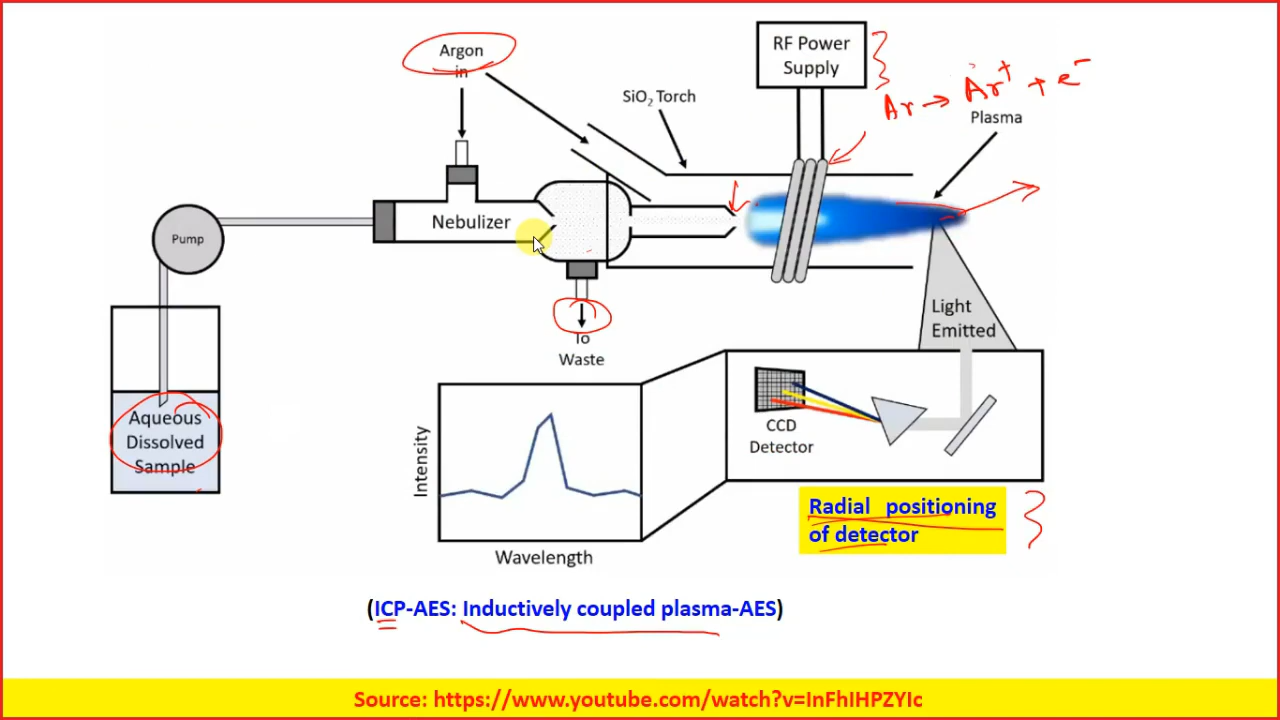 Argon
in
RF Power
Supply
Ar → Ar⁺ + e⁻
SiO₂ Torch
Plasma
Nebulizer
Pump
Light
Emitted
To
Waste
Aqueous
Dissolved
Sample
CCD
Detector
Intensity
Wavelength
Radial positioning
of detector
(ICP-AES: Inductively coupled plasma-AES)
Source: https://www.youtube.com/watch?v=InFhIHPZYIc